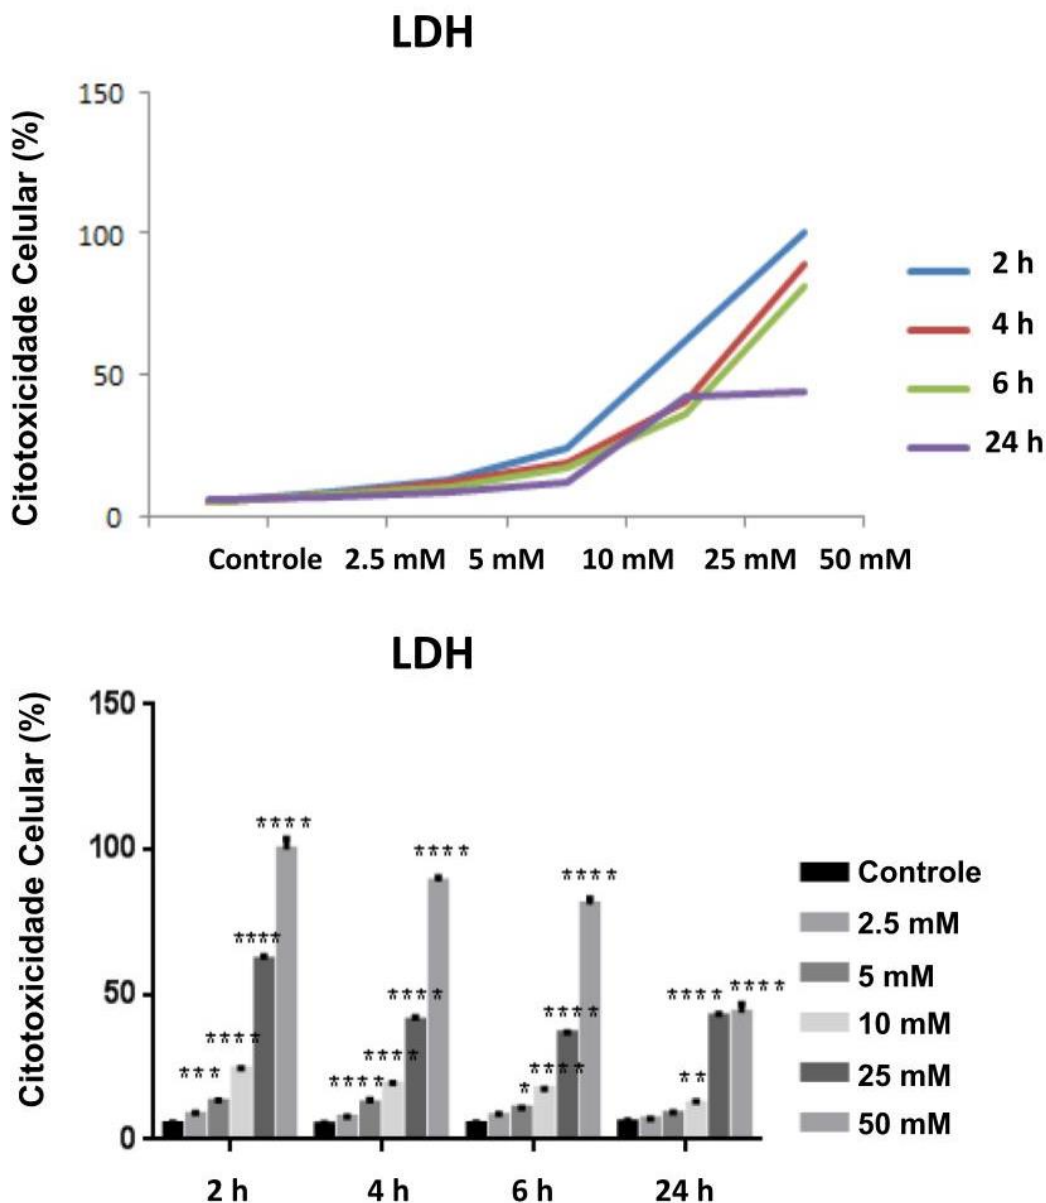 LDH
Citotoxicidade Celular (%)
150
100
50
0
Controle 2.5 mM 5 mM 10 mM 25 mM 50 mM
2 h
4 h
6 h
24 h
LDH
Citotoxicidade Celular (%)
150
100
50
0
*** **** **** ****
**** **** **** ****
* **** **** ****
** **** ****
2 h 4 h 6 h 24 h
Controle
2.5 mM
5 mM
10 mM
25 mM
50 mM